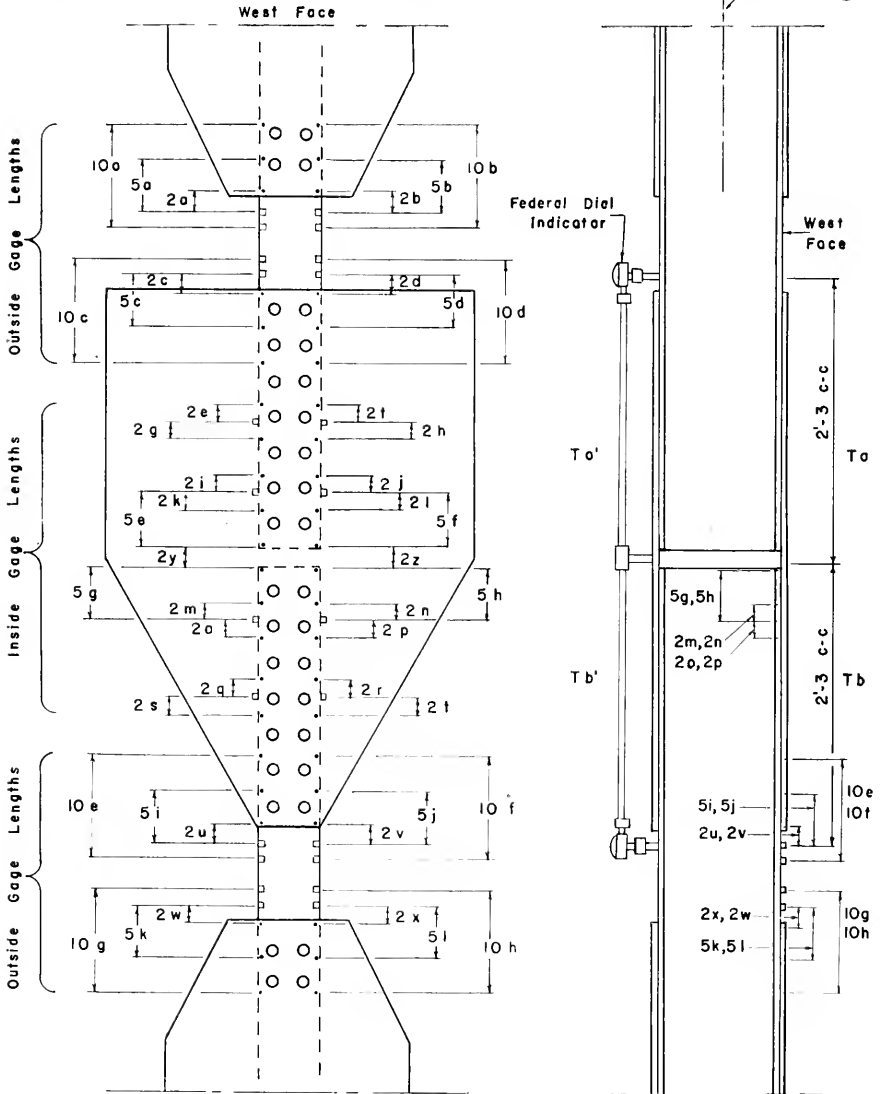 West Face
Outside Gage Lengths
10a
5a
2a
10b
5b
2b
2c
5c
10c
2d
5d
10d
Inside Gage Lengths
2e
2g
2f
2h
2i
2k
5e
2j
2l
5f
2y
2z
5g
5h
2m
2o
2n
2p
2q
2s
2r
2t
Outside Gage Lengths
10e
5i
2u
10f
5j
2v
2w
5k
10g
2x
5l
10h
Federal Dial
Indicator
West
Face
Ta'
2'-3 c-c
Ta
5g, 5h
2m, 2n
2o, 2p
Tb'
2'-3 c-c
Tb
10e
10f
5i, 5j
2u, 2v
2x, 2w
10g
10h
5k, 5l